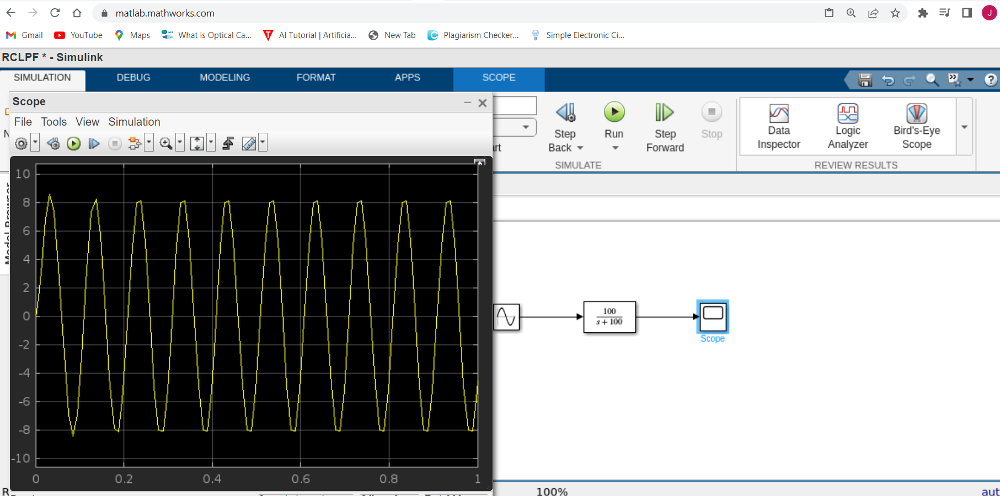 matlab.mathworks.com
J
Gmail YouTube Maps What is Optical Ca... AI Tutorial | Artificia... New Tab Plagiarism Checker... Simple Electronic Ci...
RCLPF * - Simulink
SIMULATION DEBUG MODELING FORMAT APPS SCOPE
Scope
File Tools View Simulation
Step Back Run Step Forward Stop
SIMULATE
Data Inspector Logic Analyzer Bird's-Eye Scope
REVIEW RESULTS
Model Browser
10
8
6
4
2
0
-2
-4
-6
-8
-10
0 0.2 0.4 0.6 0.8 1
100
s + 100
Scope
100%
aut